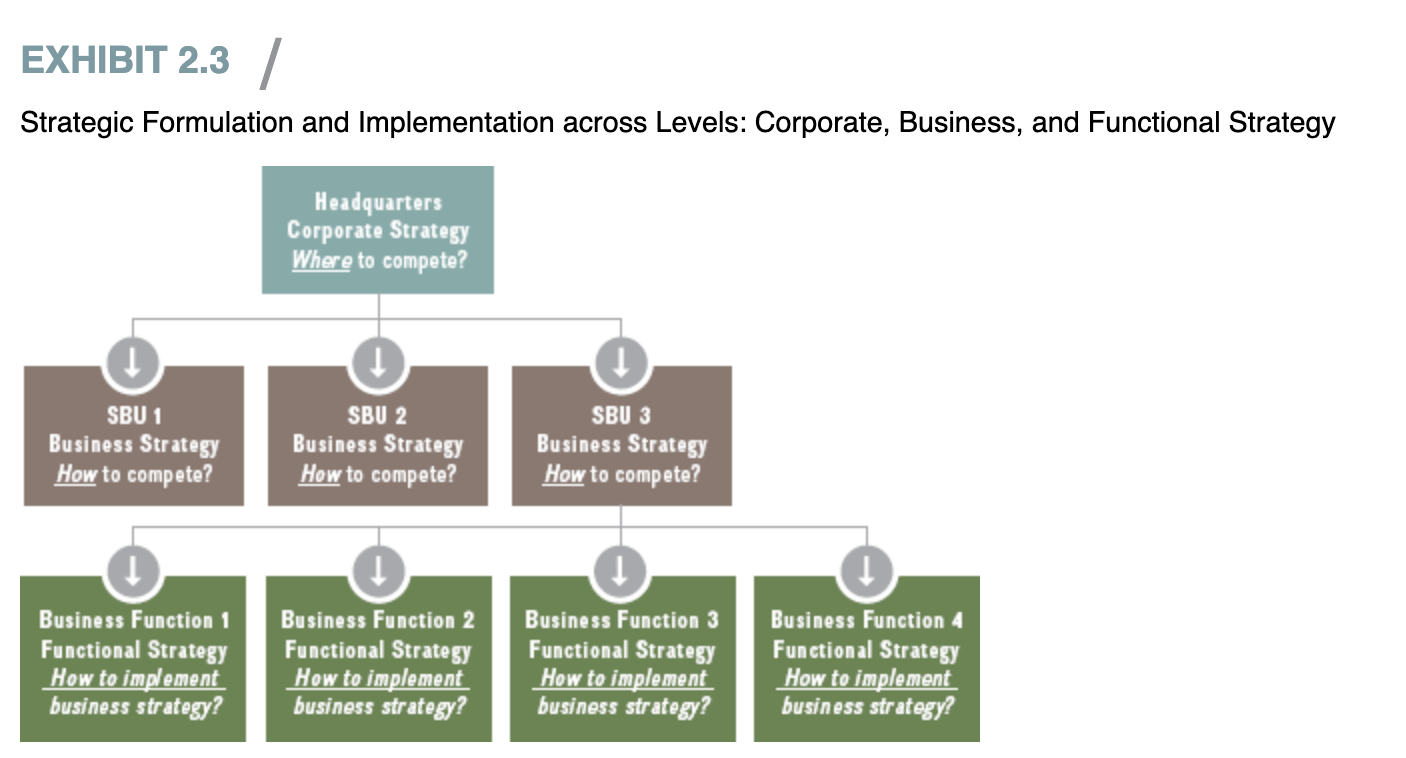 EXHIBIT 2.3 /
Strategic Formulation and Implementation across Levels: Corporate, Business, and Functional Strategy
Headquarters
Corporate Strategy
Where to compete?
SBU 1
Business Strategy
How to compete?
SBU 2
Business Strategy
How to compete?
SBU 3
Business Strategy
How to compete?
Business Function 1
Functional Strategy
How to implement
business strategy?
Business Function 2
Functional Strategy
How to implement
business strategy?
Business Function 3
Functional Strategy
How to implement
business strategy?
Business Function 4
Functional Strategy
How to implement
business strategy?